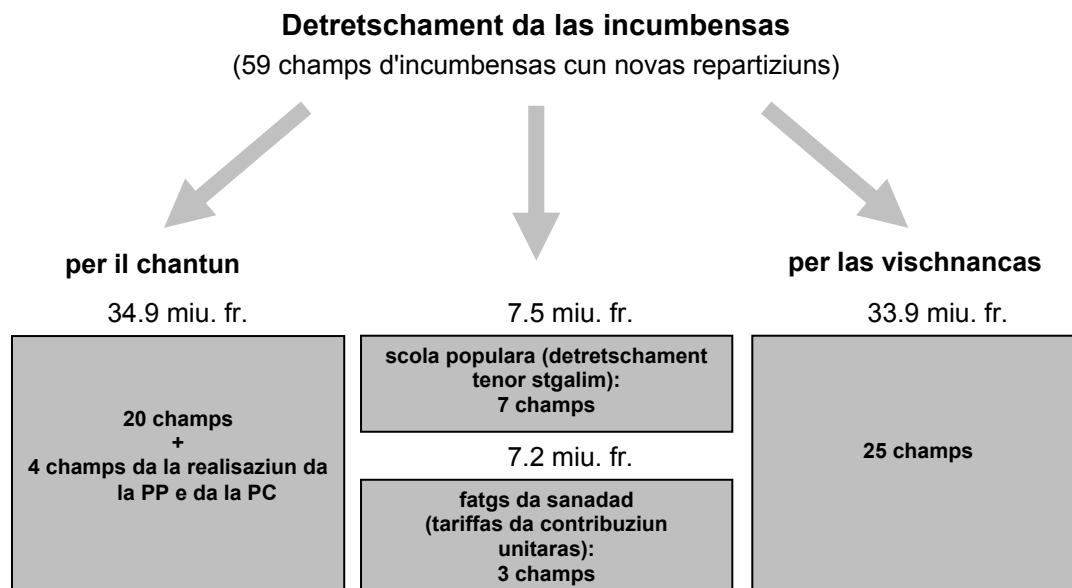 Detretschament da las incumbensas
(59 champs d'incumbensas cun novas repartiziuns)
per il chantun
34.9 miu. fr.
20 champs
+
4 champs da la realisaziun da
la PP e da la PC
7.5 miu. fr.
scola populara (detretschament
tenor stgalim):
7 champs
7.2 miu. fr.
fatgs da sanadad
(tariffas da contribuziun
unitaras):
3 champs
per las vischnancas
33.9 miu. fr.
25 champs